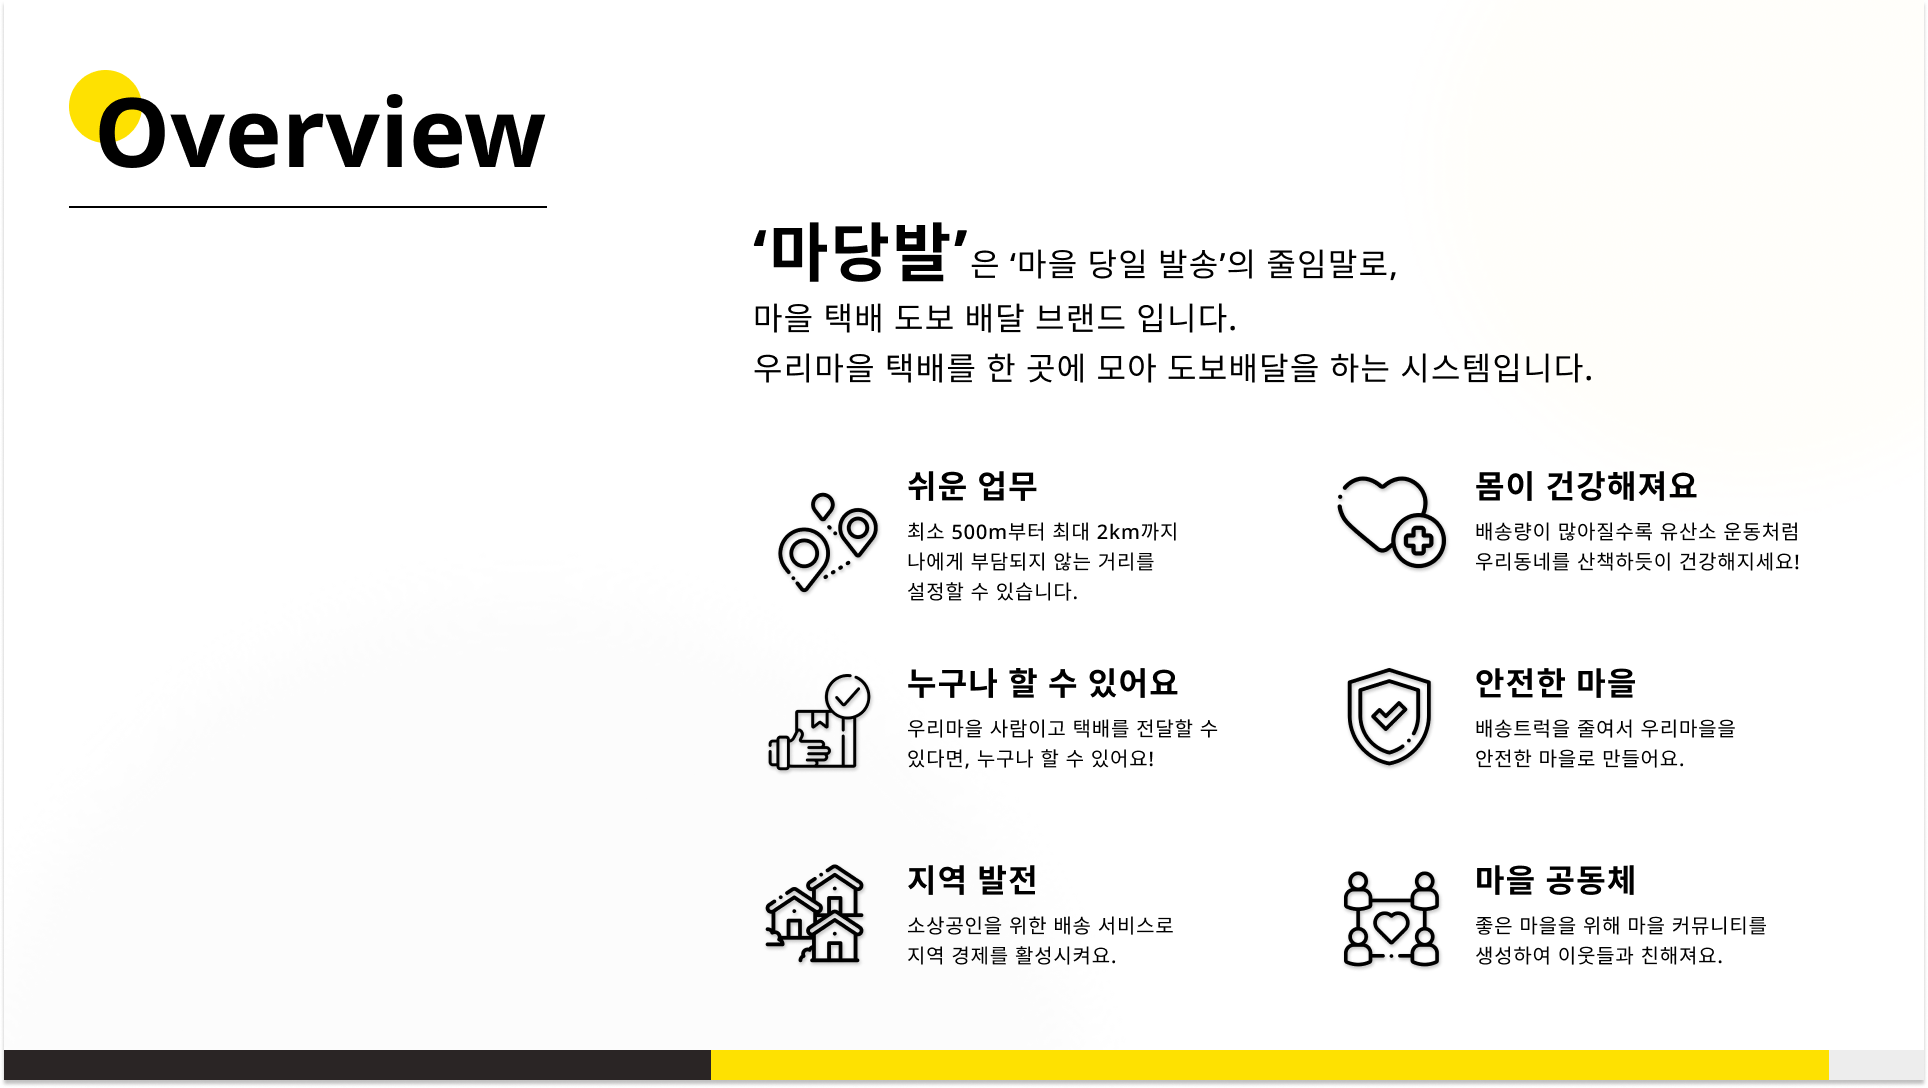 Overview
‘마당발’은 ‘마을 당일 발송’의 줄임말로,
마을 택배 도보 배달 브랜드 입니다.
우리마을 택배를 한 곳에 모아 도보배달을 하는 시스템입니다.
쉬운 업무
최소 500m부터 최대 2km까지
나에게 부담되지 않는 거리를
설정할 수 있습니다.
몸이 건강해져요
배송량이 많아질수록 유산소 운동처럼
우리동네를 산책하듯이 건강해지세요!
누구나 할 수 있어요
우리마을 사람이고 택배를 전달할 수
있다면, 누구나 할 수 있어요!
안전한 마을
배송트럭을 줄여서 우리마을을
안전한 마을로 만들어요.
지역 발전
소상공인을 위한 배송 서비스로
지역 경제를 활성시켜요.
마을 공동체
좋은 마을을 위해 마을 커뮤니티를
생성하여 이웃들과 친해져요.